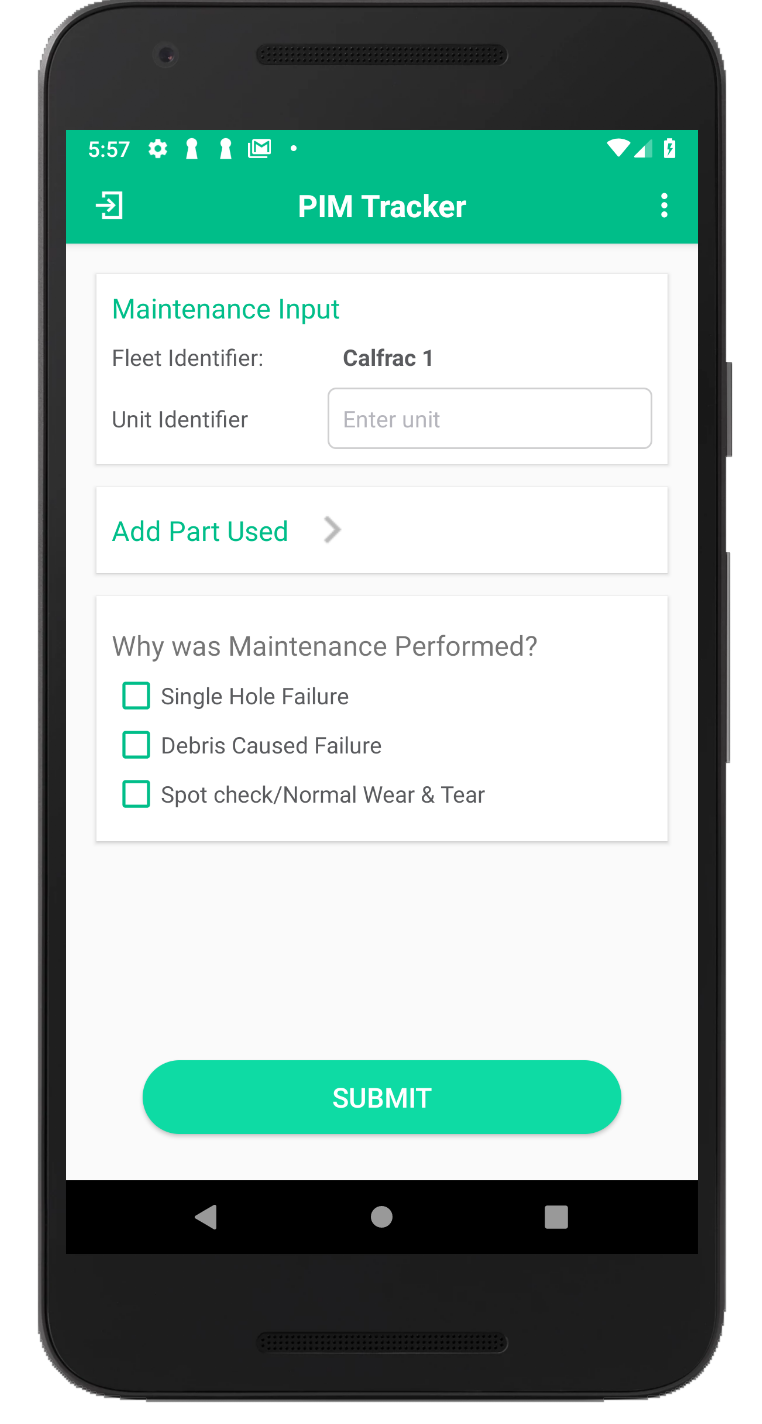 5:57
PIM Tracker
Maintenance Input
Fleet Identifier: Calfrac 1
Unit Identifier Enter unit
Add Part Used
Why was Maintenance Performed?
Single Hole Failure
Debris Caused Failure
Spot check/Normal Wear & Tear
SUBMIT